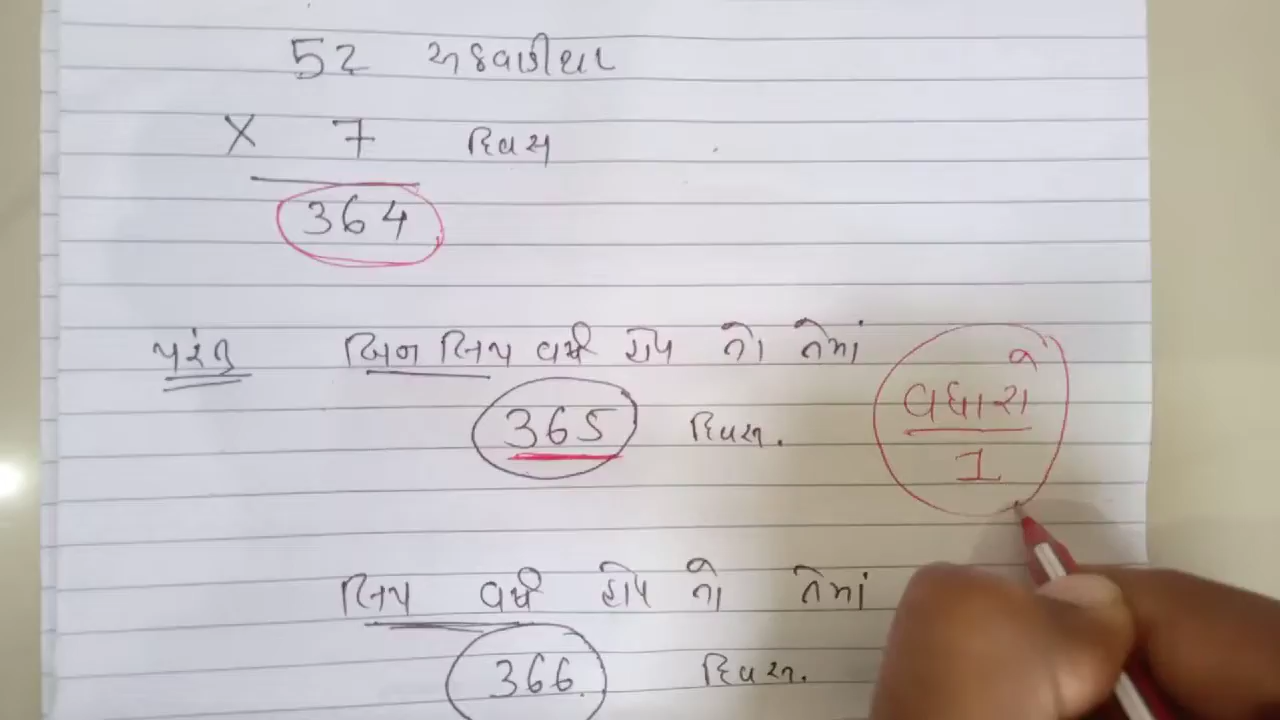 52 અઠવાડીયા
X 7 દિવસ
364
પરંતુ બિન લિપ વર્ષ હોય તો તેમાં
365 દિવસ.
વધારાનો
1
લિપ વર્ષ હોય તો તેમાં
366 દિવસ.